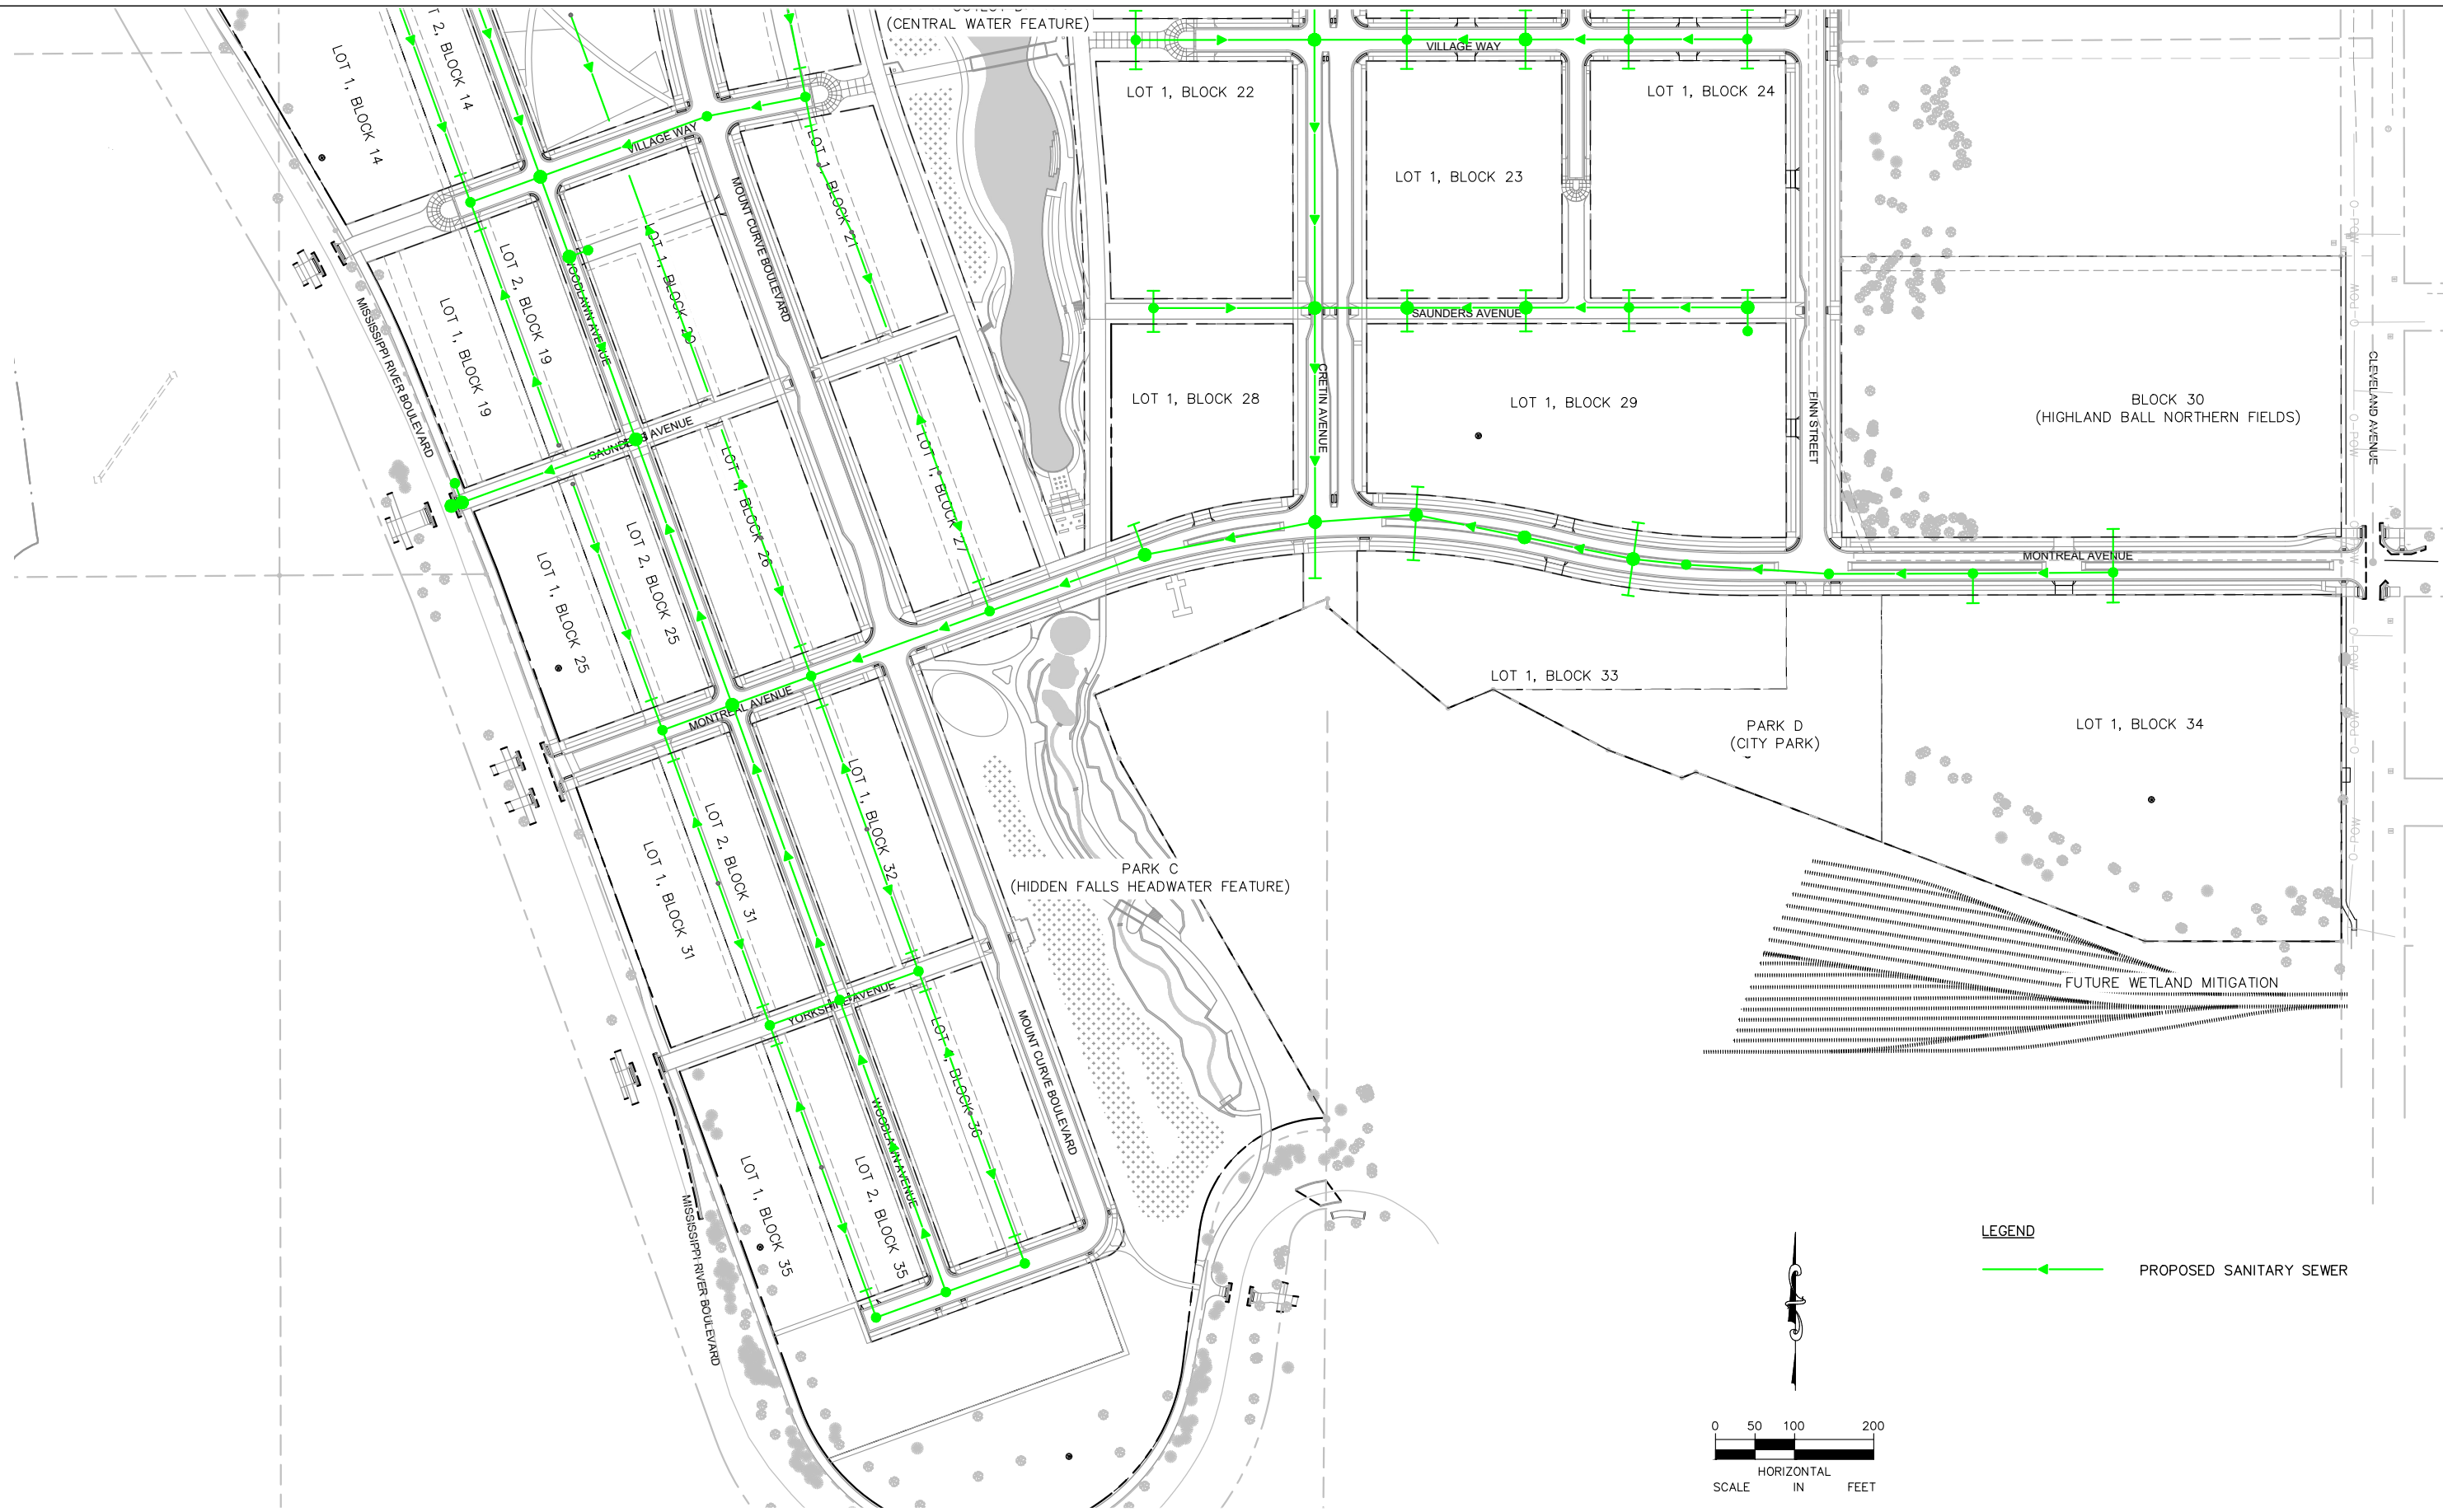 (CENTRAL WATER FEATURE)
VILLAGE WAY
LOT 1, BLOCK 14
T 2, BLOCK 14
LOT 1, BLOCK 22
LOT 1, BLOCK 24
LOT 1, BLOCK 23
VILLAGE WAY
LOT 1, BLOCK 21
MOUNT CURVE BOULEVARD
LOT 1, BLOCK 20
WOODLAWN AVENUE
LOT 2, BLOCK 19
LOT 1, BLOCK 19
MISSISSIPPI RIVER BOULEVARD
SAUNDERS AVENUE
CRETIN AVENUE
LOT 1, BLOCK 28
LOT 1, BLOCK 29
FINN STREET
BLOCK 30
(HIGHLAND BALL NORTHERN FIELDS)
CLEVELAND AVENUE
O-POW
O-POW
O-POW
SAUNDERS AVENUE
LOT 1, BLOCK 26
LOT 1, BLOCK 27
LOT 2, BLOCK 25
LOT 1, BLOCK 25
MONTREAL AVENUE
O-POW
O-POW
O-POW
LOT 1, BLOCK 33
PARK D
(CITY PARK)
LOT 1, BLOCK 34
MONTREAL AVENUE
LOT 1, BLOCK 32
LOT 2, BLOCK 31
LOT 1, BLOCK 31
PARK C
(HIDDEN FALLS HEADWATER FEATURE)
FUTURE WETLAND MITIGATION
YORKSHIRE AVENUE
LOT 1, BLOCK 36
MOUNT CURVE BOULEVARD
WOODLAWN AVENUE
LOT 2, BLOCK 35
LOT 1, BLOCK 35
MISSISSIPPI RIVER BOULEVARD
LEGEND
PROPOSED SANITARY SEWER
0 50 100 200
HORIZONTAL
SCALE IN FEET